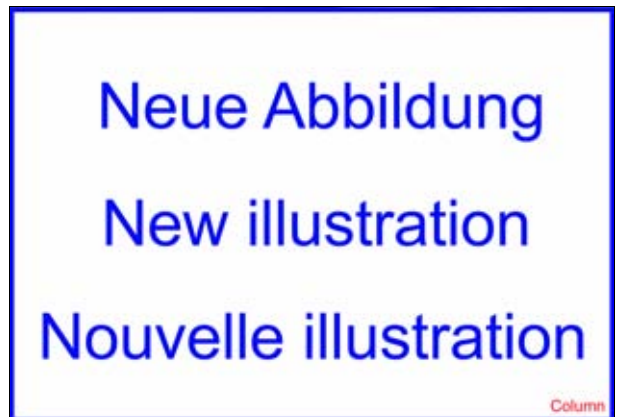 Neue Abbildung
New illustration
Nouvelle illustration
Column